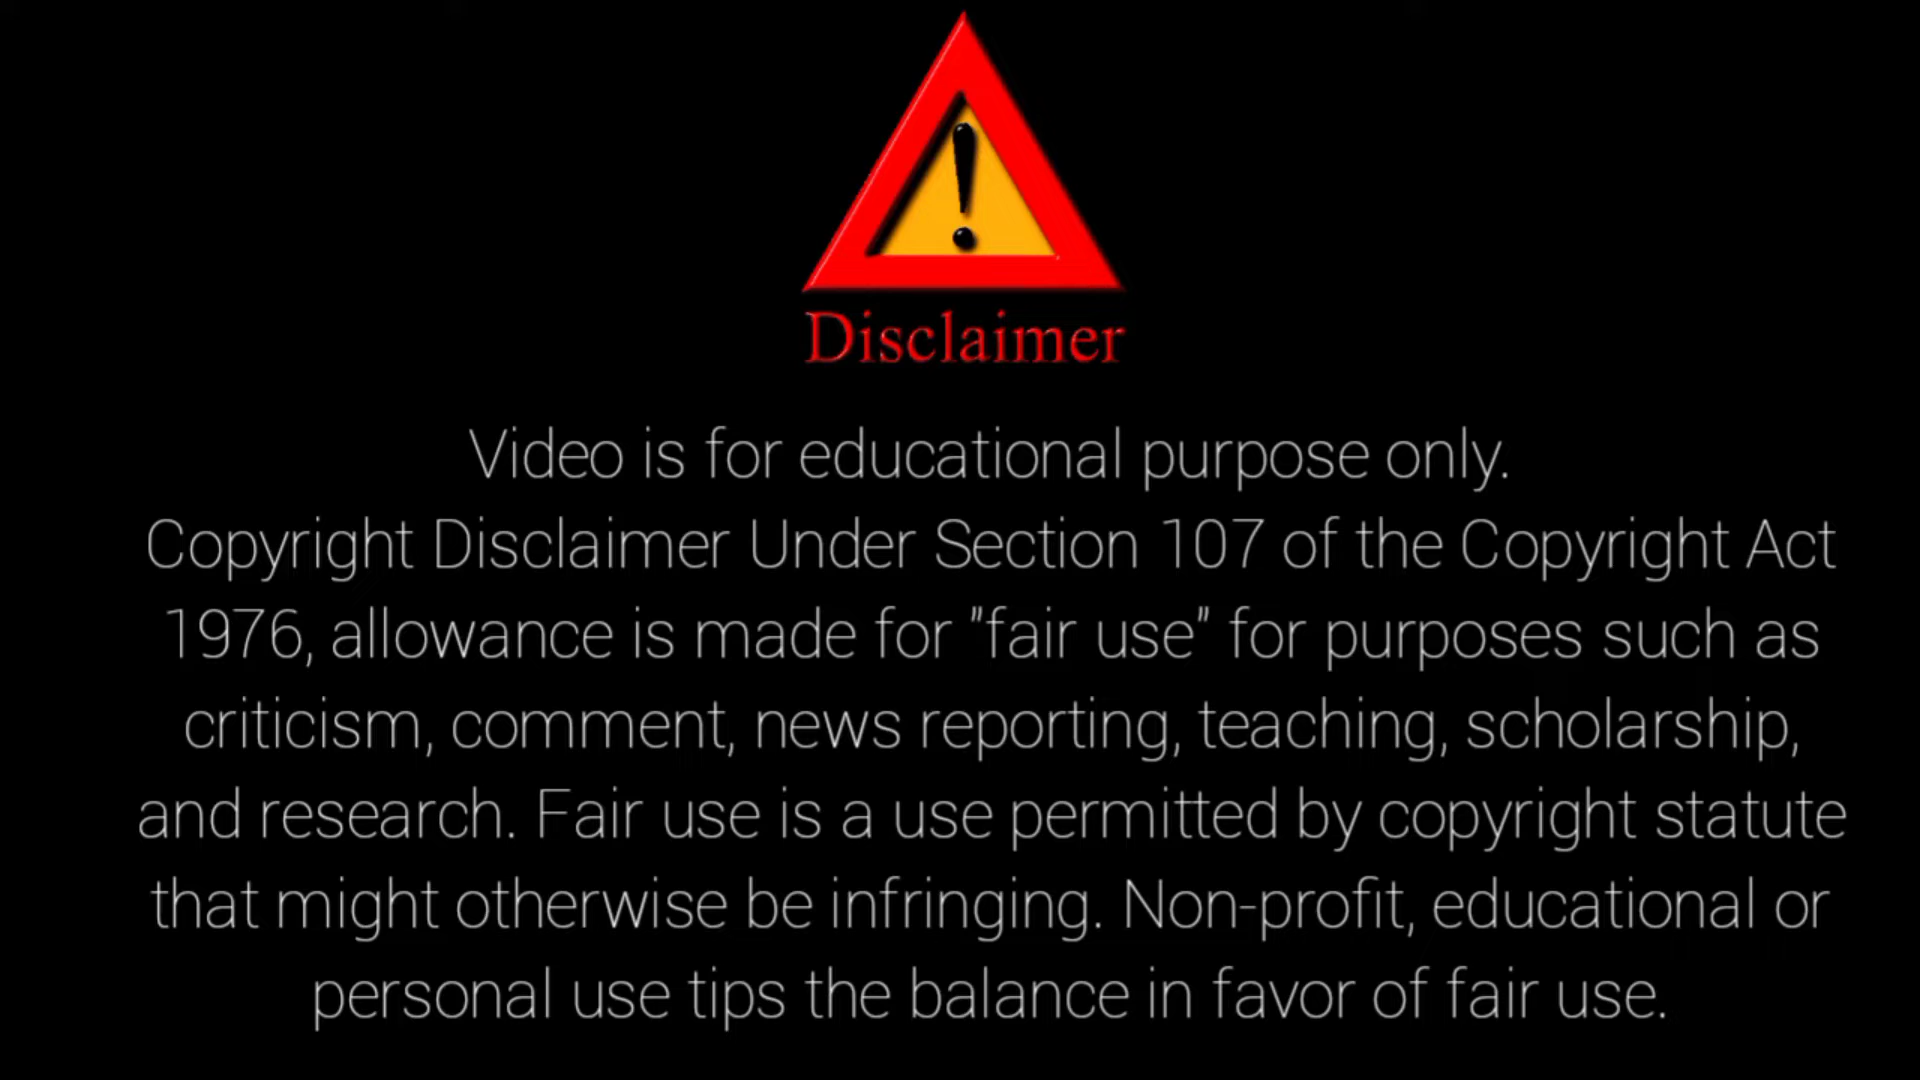 Disclaimer
Video is for educational purpose only.
Copyright Disclaimer Under Section 107 of the Copyright Act
1976, allowance is made for "fair use" for purposes such as
criticism, comment, news reporting, teaching, scholarship,
and research. Fair use is a use permitted by copyright statute
that might otherwise be infringing. Non-profit, educational or
personal use tips the balance in favor of fair use.